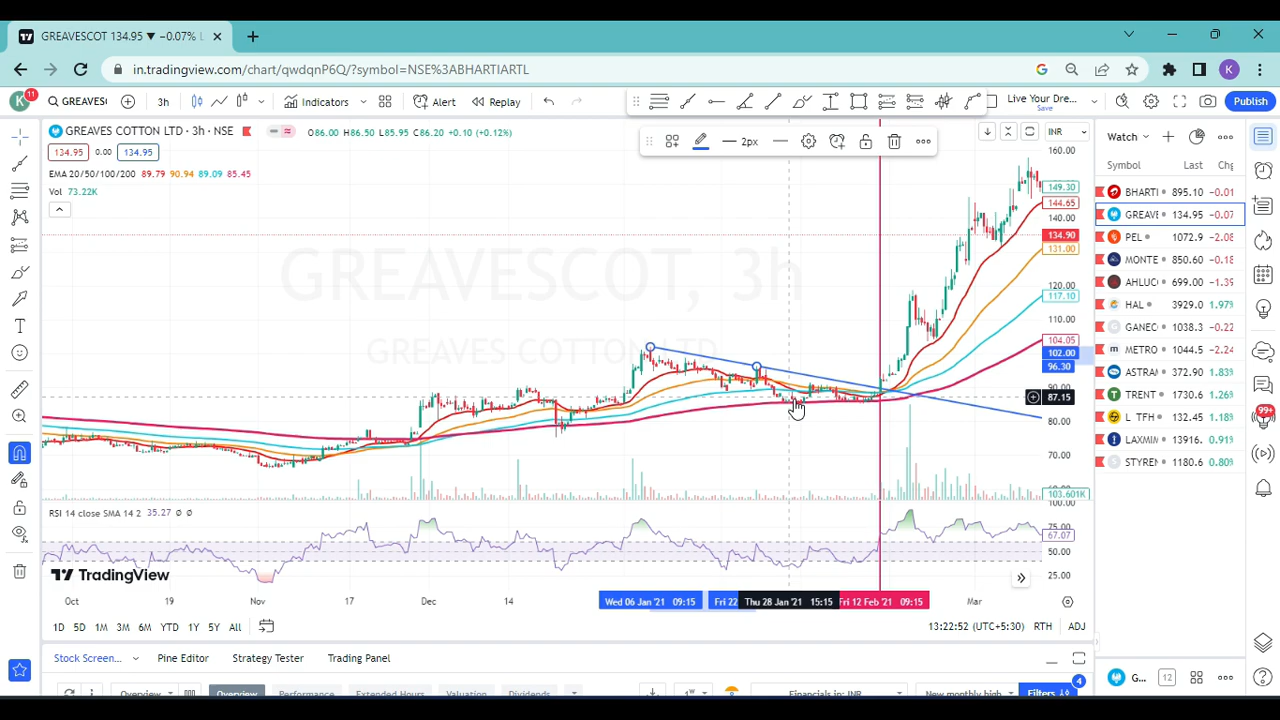 GREAVESCOT 134.95 ▼ −0.07%
in.tradingview.com/chart/qwdqnP6Q/?symbol=NSE%3ABHARTIARTL
K
K 11
GREAVES
3h
Indicators
Alert
Replay
Live Your Dre...
Save
Publish
GREAVES COTTON LTD · 3h · NSE
O86.00 H86.50 L85.95 C86.20 +0.10 (+0.12%)
2px
INR
Watch
134.95 0.00 134.95
EMA 20/50/100/200 89.79 90.94 89.09 85.45
Vol 73.22K
Symbol Last Chg
BHARTI 895.10 -0.01
GREAVE 134.95 -0.07
PEL 1072.9 -2.08
MONTE 850.60 -0.18
AHLUC 699.00 -1.39
HAL 3929.0 1.97%
GANEC 1038.3 -0.22
METRO 1044.5 -2.24
ASTRA 372.90 1.83%
TRENT 1730.6 1.26%
L TFH 132.45 1.18%
LAXMI 13916. 0.91%
STYREN 1180.6 0.80%
99+
GREAVESCOT, 3h
GREAVES COTTON LTD
160.00
149.30
144.65
140.00
134.90
131.00
120.00
117.10
110.00
104.05
102.00
96.30
90.00
87.15
80.00
70.00
103.601K
RSI 14 close SMA 14 2 35.27 ∅ ∅
100.00
75.00
67.07
50.00
25.00
TradingView
Oct 19 Nov 17 Dec 14 Wed 06 Jan '21 09:15 Fri 22 Thu 28 Jan '21 15:15 Fri 12 Feb '21 09:15 Mar
1D 5D 1M 3M 6M YTD 1Y 5Y All
13:22:52 (UTC+5:30) RTH ADJ
Stock Screen... Pine Editor Strategy Tester Trading Panel
G... 12
Overview Overview Performance Extended Hours Valuation Dividends
Financials in: INR
New monthly high
Filters
4